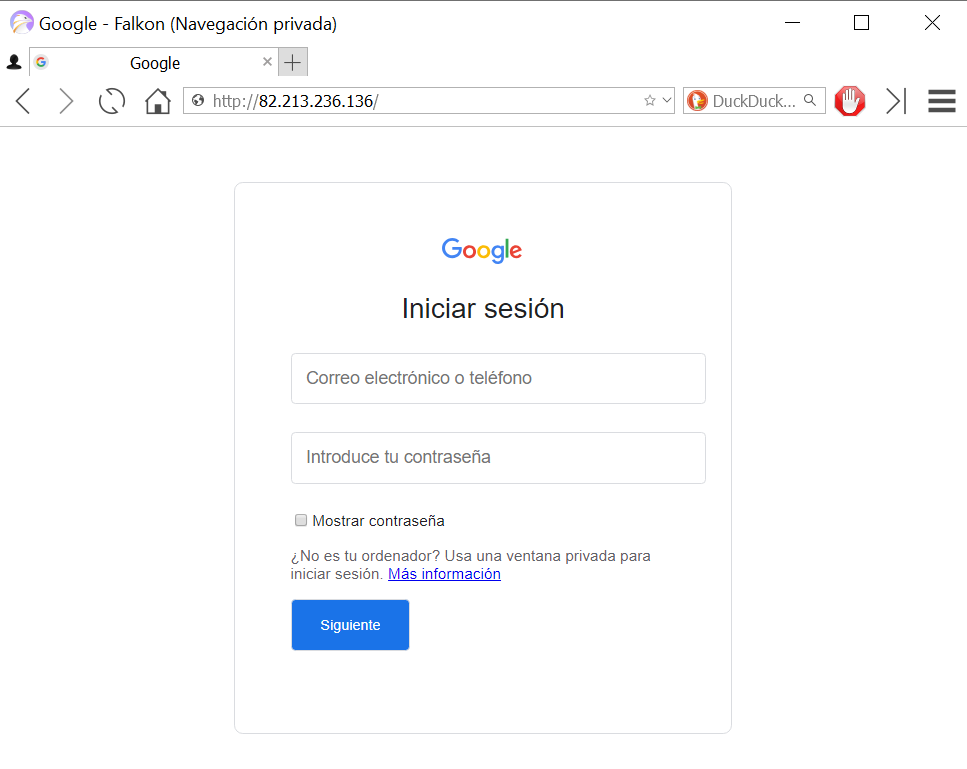 Google - Falkon (Navegación privada)
Google
http://82.213.236.136/
DuckDuck...
Google
Iniciar sesión
Correo electrónico o teléfono
Introduce tu contraseña
Mostrar contraseña
¿No es tu ordenador? Usa una ventana privada para
iniciar sesión. Más información
Siguiente